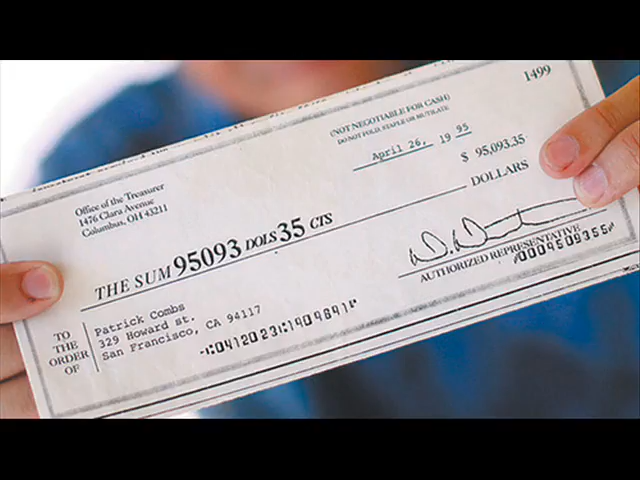 1499
(NOT NEGOTIABLE FOR CASH)
DO NOT FOLD, STAPLE OR MUTILATE
April 26, 19 95
Office of the Treasurer
1476 Clara Avenue
Columbus, OH 43211
$ 95,093.35
THE SUM 95093 DOLS 35 CTS
DOLLARS
AUTHORIZED REPRESENTATIVE
TO THE ORDER OF
Patrick Combs
329 Howard st.
San Francisco, CA 94117
041202311909891
0009509355